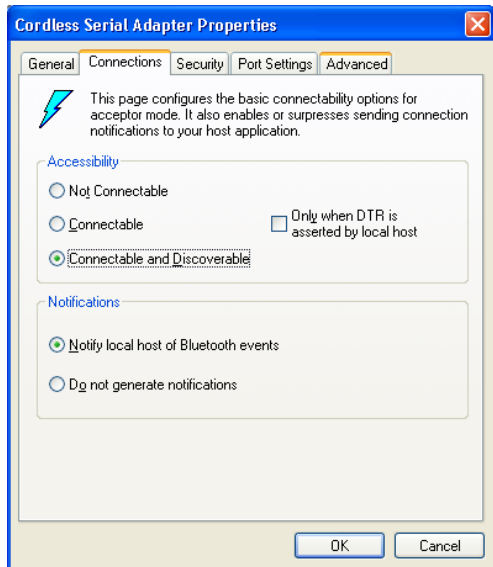 Cordless Serial Adapter Properties
General Connections Security Port Settings Advanced
This page configures the basic connectability options for
acceptor mode. It also enables or surpresses sending connection
notifications to your host application.
Accessibility
Not Connectable
Connectable
Only when DTR is
asserted by local host
Connectable and Discoverable
Notifications
Notify local host of Bluetooth events
Do not generate notifications
OK Cancel